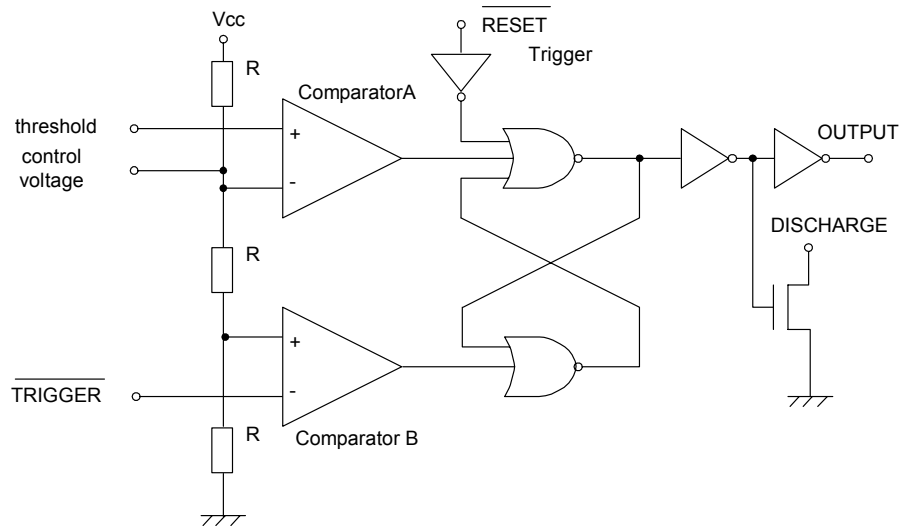 Vcc
RESET
R
Trigger
ComparatorA
threshold
+
OUTPUT
control
voltage
-
DISCHARGE
R
+
TRIGGER
-
R
Comparator B